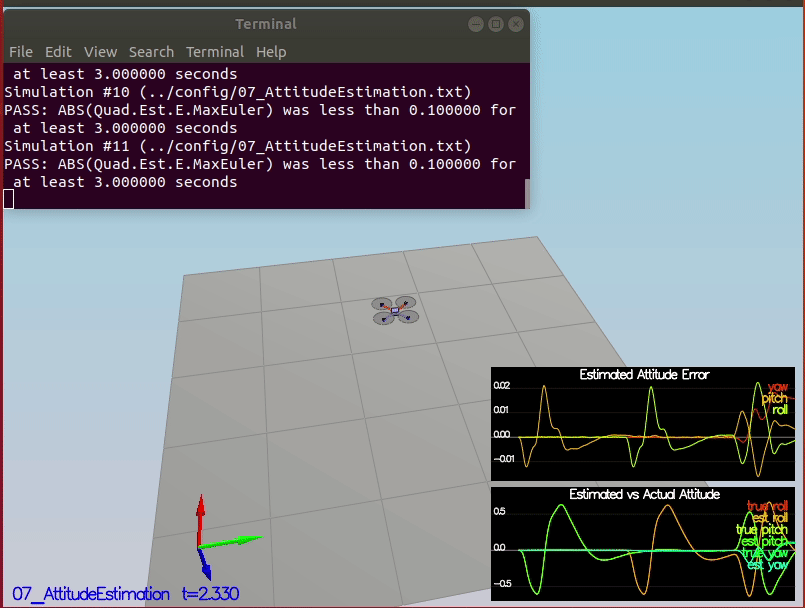 Terminal
File Edit View Search Terminal Help
at least 3.000000 seconds
Simulation #10 (../config/07_AttitudeEstimation.txt)
PASS: ABS(Quad.Est.E.MaxEuler) was less than 0.100000 for
at least 3.000000 seconds
Simulation #11 (../config/07_AttitudeEstimation.txt)
PASS: ABS(Quad.Est.E.MaxEuler) was less than 0.100000 for
at least 3.000000 seconds
Estimated Attitude Error
0.02
0.01
0.00
-0.01
yaw
pitch
roll
Estimated vs Actual Attitude
0.5
0.0
-0.5
true roll
est roll
true pitch
est pitch
true yaw
est yaw
07_AttitudeEstimation t=2.330